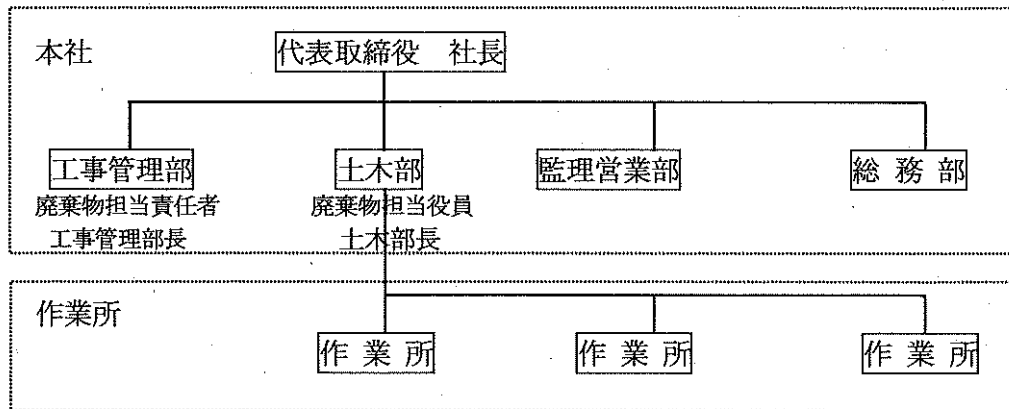 本社
代表取締役　社長
工事管理部
土木部
監理営業部
総 務 部
廃棄物担当責任者
廃棄物担当役員
工事管理部長
土木部長
作業所
作 業 所
作 業 所
作 業 所